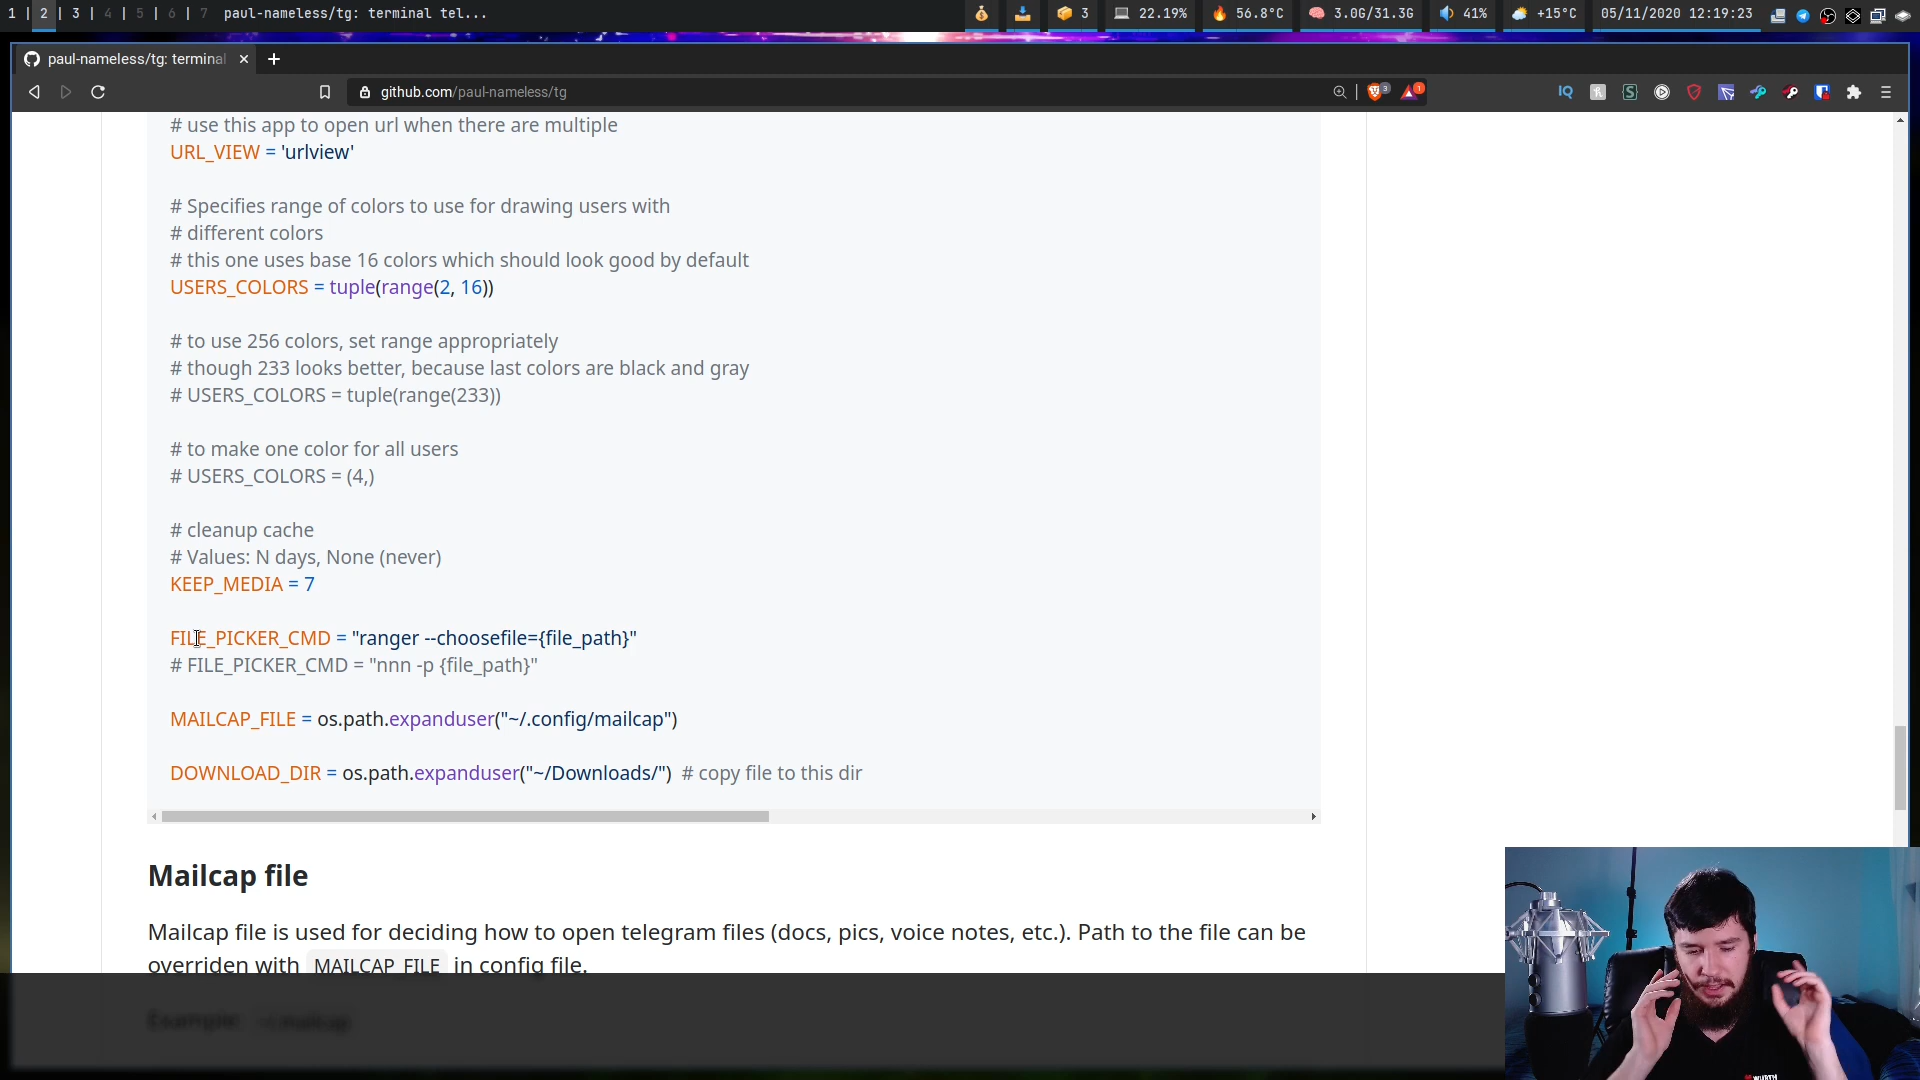 1 | 2 | 3 | 4 | 5 | 6 | 7 paul-nameless/tg: terminal tel... 3 22.19% 56.8°C 3.0G/31.3G 41% +15°C 05/11/2020 12:19:23
paul-nameless/tg: terminal
github.com/paul-nameless/tg
# use this app to open url when there are multiple
URL_VIEW = 'urlview'
# Specifies range of colors to use for drawing users with
# different colors
# this one uses base 16 colors which should look good by default
USERS_COLORS = tuple(range(2, 16))
# to use 256 colors, set range appropriately
# though 233 looks better, because last colors are black and gray
# USERS_COLORS = tuple(range(233))
# to make one color for all users
# USERS_COLORS = (4,)
# cleanup cache
# Values: N days, None (never)
KEEP_MEDIA = 7
FILE_PICKER_CMD = "ranger --choosefile={file_path}"
# FILE_PICKER_CMD = "nnn -p {file_path}"
MAILCAP_FILE = os.path.expanduser("~/.config/mailcap")
DOWNLOAD_DIR = os.path.expanduser("~/Downloads/")  # copy file to this dir
Mailcap file
Mailcap file is used for deciding how to open telegram files (docs, pics, voice notes, etc.). Path to the file can be
overriden with MAILCAP_FILE in config file.